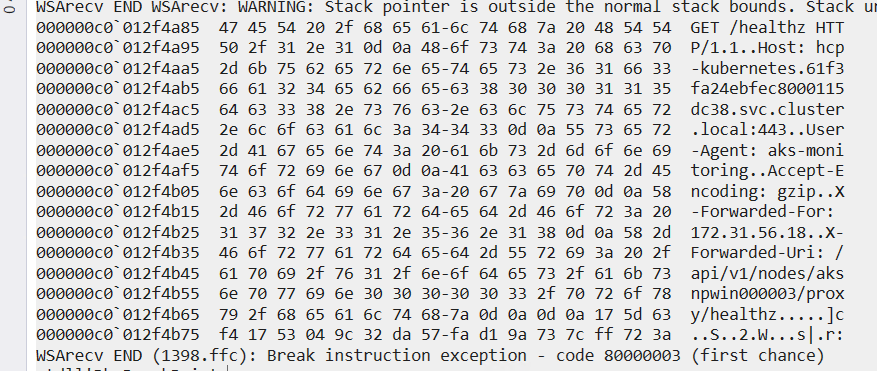 WSArecv END WSArecv: WARNING: Stack pointer is outside the normal stack bounds. Stack un
000000c0`012f4a85  47 45 54 20 2f 68 65 61-6c 74 68 7a 20 48 54 54  GET /healthz HTT
000000c0`012f4a95  50 2f 31 2e 31 0d 0a 48-6f 73 74 3a 20 68 63 70  P/1.1..Host: hcp
000000c0`012f4aa5  2d 6b 75 62 65 72 6e 65-74 65 73 2e 36 31 66 33  -kubernetes.61f3
000000c0`012f4ab5  66 61 32 34 65 62 66 65-63 38 30 30 30 31 31 35  fa24ebfec8000115
000000c0`012f4ac5  64 63 33 38 2e 73 76 63-2e 63 6c 75 73 74 65 72  dc38.svc.cluster
000000c0`012f4ad5  2e 6c 6f 63 61 6c 3a 34-34 33 0d 0a 55 73 65 72  .local:443..User
000000c0`012f4ae5  2d 41 67 65 6e 74 3a 20-61 6b 73 2d 6d 6f 6e 69  -Agent: aks-moni
000000c0`012f4af5  74 6f 72 69 6e 67 0d 0a-41 63 63 65 70 74 2d 45  toring..Accept-E
000000c0`012f4b05  6e 63 6f 64 69 6e 67 3a-20 67 7a 69 70 0d 0a 58  ncoding: gzip..X
000000c0`012f4b15  2d 46 6f 72 77 61 72 64-65 64 2d 46 6f 72 3a 20  -Forwarded-For: 
000000c0`012f4b25  31 37 32 2e 33 31 2e 35-36 2e 31 38 0d 0a 58 2d  172.31.56.18..X-
000000c0`012f4b35  46 6f 72 77 61 72 64 65-64 2d 55 72 69 3a 20 2f  Forwarded-Uri: /
000000c0`012f4b45  61 70 69 2f 76 31 2f 6e-6f 64 65 73 2f 61 6b 73  api/v1/nodes/aks
000000c0`012f4b55  6e 70 77 69 6e 30 30 30-30 30 33 2f 70 72 6f 78  npwin000003/prox
000000c0`012f4b65  79 2f 68 65 61 6c 74 68-7a 0d 0a 0d 0a 17 5d 63  y/healthz.....]c
000000c0`012f4b75  f4 17 53 04 9c 32 da 57-fa d1 9a 73 7c ff 72 3a  ..S..2.W...s|.r:
WSArecv END (1398.ffc): Break instruction exception - code 80000003 (first chance)